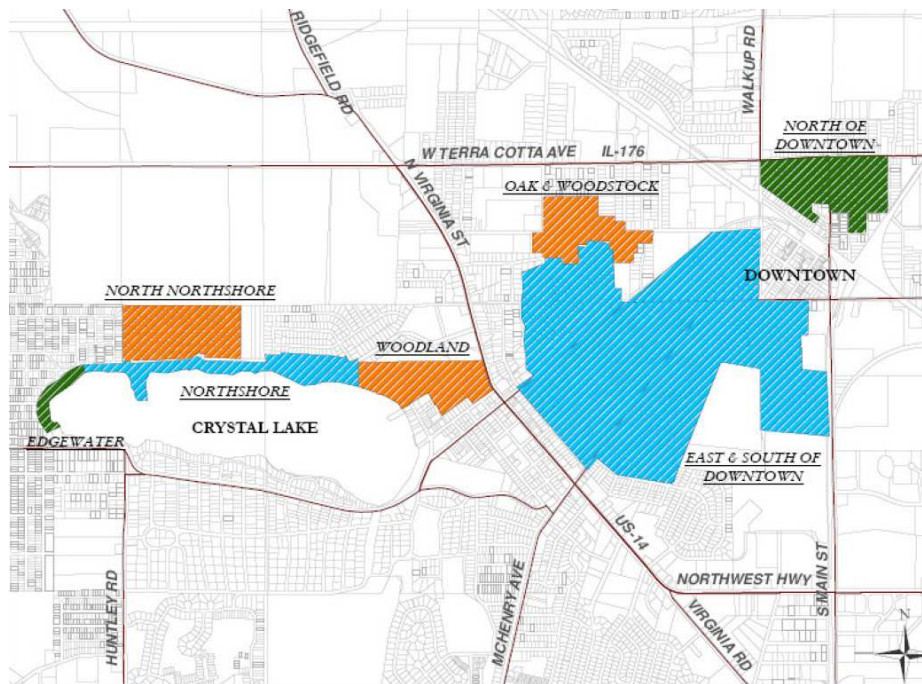 RIDGEFIELD RD
WALKUP RD
NORTH OF
DOWNTOWN
W TERRA COTTA AVE IL-176
N VIRGINIA ST
OAK & WOODSTOCK
DOWNTOWN
NORTH NORTHSHORE
WOODLAND
NORTHSHORE
CRYSTAL LAKE
EDGEWATER
EAST & SOUTH OF
DOWNTOWN
US-14
HUNTLEY RD
MCHENRY AVE
NORTHWEST HWY
VIRGINIA RD
S MAIN ST
N